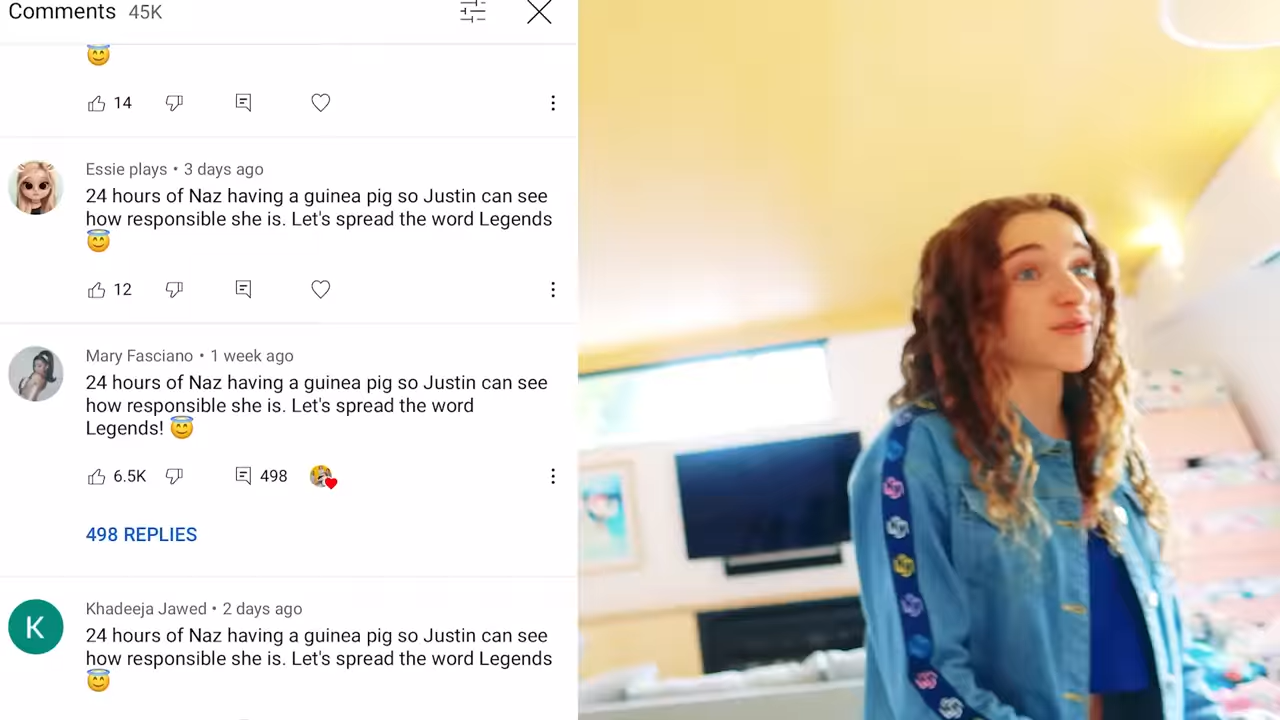 Comments 45K
😇
14
Essie plays • 3 days ago
24 hours of Naz having a guinea pig so Justin can see
how responsible she is. Let's spread the word Legends
😇
12
Mary Fasciano • 1 week ago
24 hours of Naz having a guinea pig so Justin can see
how responsible she is. Let's spread the word
Legends! 😇
6.5K 498
498 REPLIES
K
Khadeeja Jawed • 2 days ago
24 hours of Naz having a guinea pig so Justin can see
how responsible she is. Let's spread the word Legends
😇